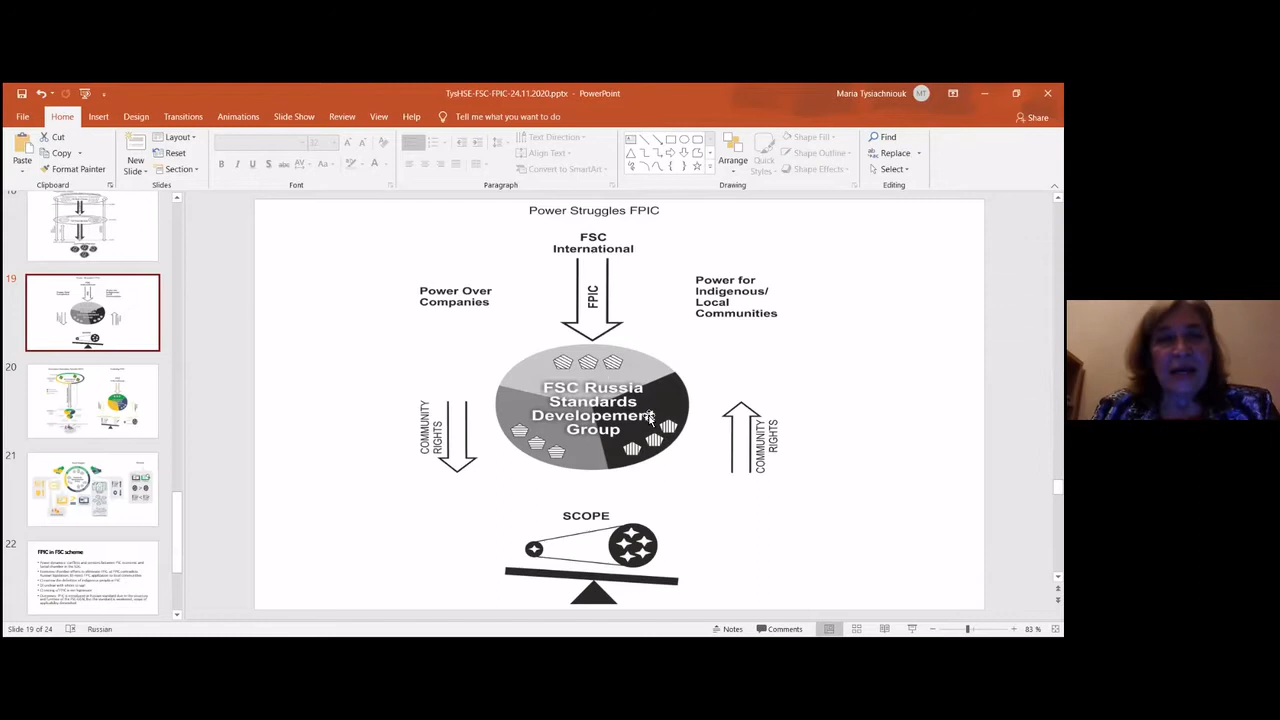 TysHSE-FSC-FPIC-24.11.2020.pptx - PowerPoint
Maria Tysiachniouk
MT
File
Home
Insert
Design
Transitions
Animations
Slide Show
Review
View
Help
Tell me what you want to do
Share
Paste
Cut
Copy
Format Painter
Clipboard
New
Slide
Layout
Reset
Section
Slides
B I U S abc AV Aa A
Font
Text Direction
Align Text
Convert to SmartArt
Paragraph
Arrange
Quick
Styles
Shape Fill
Shape Outline
Shape Effects
Drawing
Find
Replace
Select
Editing
19
20
21
22
FPIC in FSC scheme
Power Struggles FPIC
FSC
International
FPIC
Power Over
Companies
Power for
Indigenous/
Local
Communities
FSC Russia
Standards
Developement
Group
COMMUNITY
RIGHTS
COMMUNITY
RIGHTS
SCOPE
Slide 19 of 24
Russian
Notes
Comments
83 %